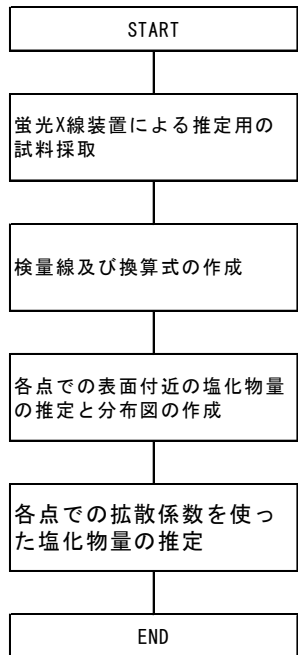 START
蛍光X線装置による推定用の
試料採取
検量線及び換算式の作成
各点での表面付近の塩化物量
の推定と分布図の作成
各点での拡散係数を使っ
た塩化物量の推定
END